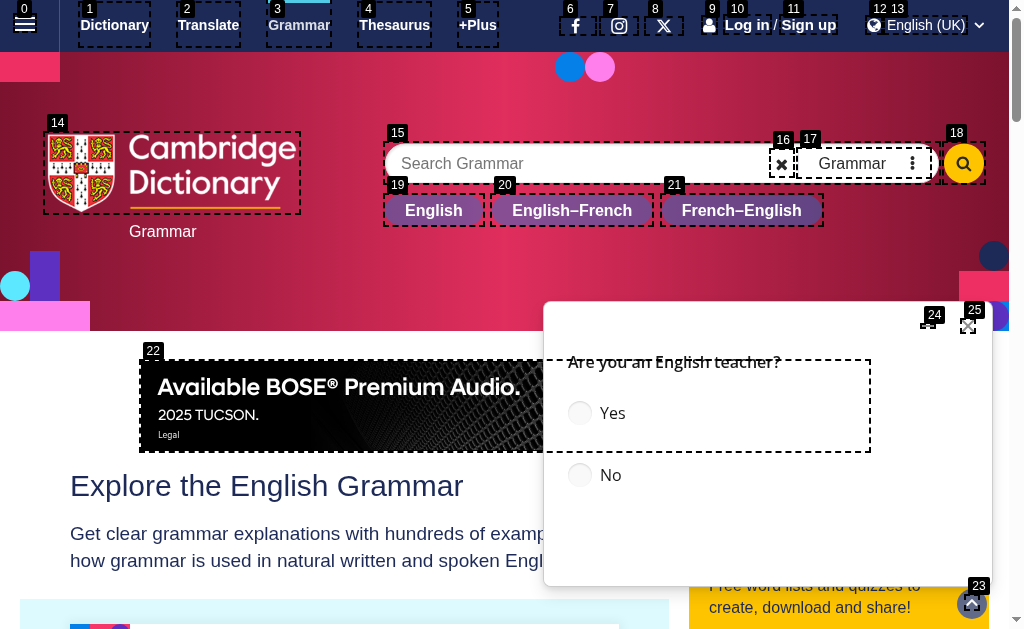 Dictionary Translate Grammar Thesaurus +Plus Log in / Sign up English (UK)
0 1 2 3 4 5 6 7 8 9 10 11 12 13
14
Cambridge
Dictionary
Grammar
15 16 17 18
Search Grammar Grammar
19 20 21
English English–French French–English
22 24 25
Available BOSE® Premium Audio.
2025 TUCSON.
Legal
Are you an English teacher?
Yes
No
Explore the English Grammar
Get clear grammar explanations with hundreds of examp
how grammar is used in natural written and spoken Engl
23
Free word lists and quizzes to
create, download and share!